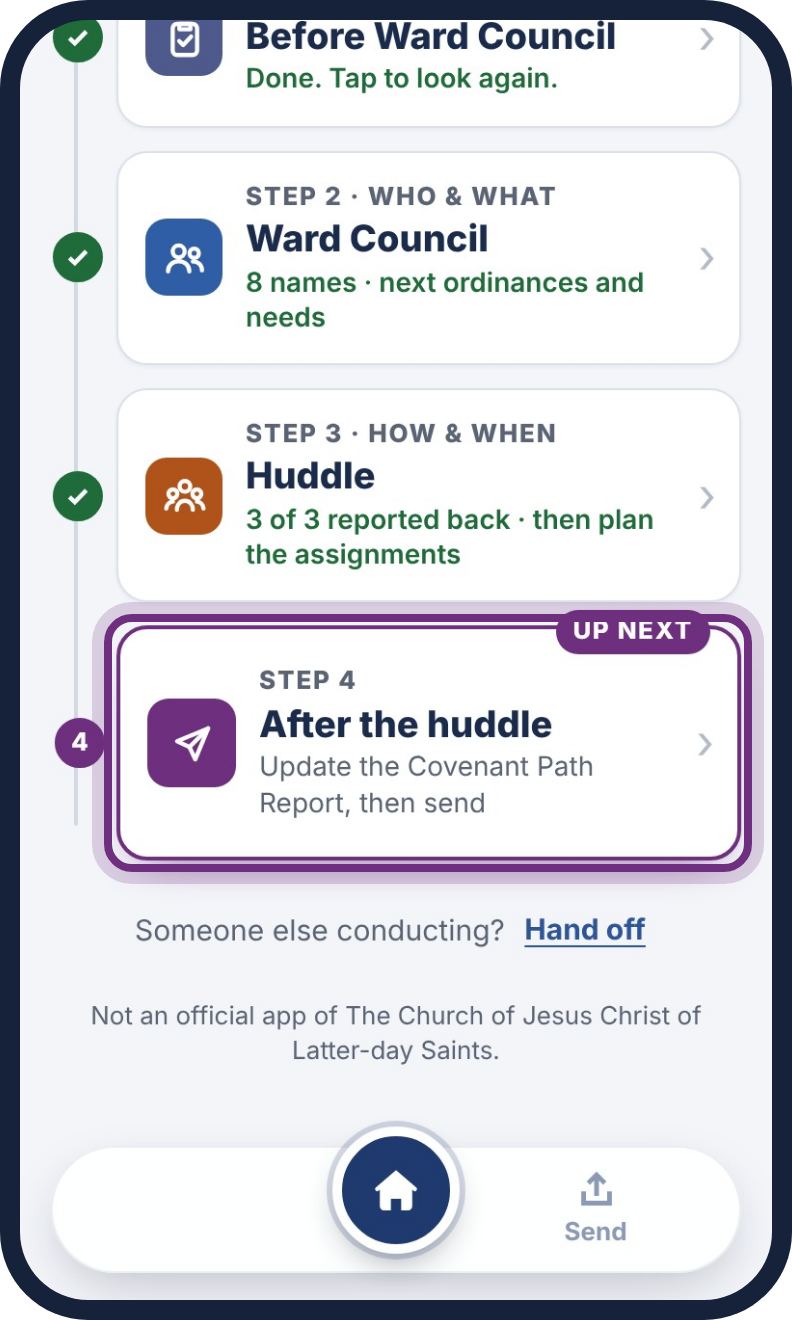 Before Ward Council
Done. Tap to look again.
STEP 2 · WHO & WHAT
Ward Council
8 names · next ordinances and
needs
STEP 3 · HOW & WHEN
Huddle
3 of 3 reported back · then plan
the assignments
UP NEXT
STEP 4
4
After the huddle
Update the Covenant Path
Report, then send
Someone else conducting? Hand off
Not an official app of The Church of Jesus Christ of
Latter-day Saints.
Send